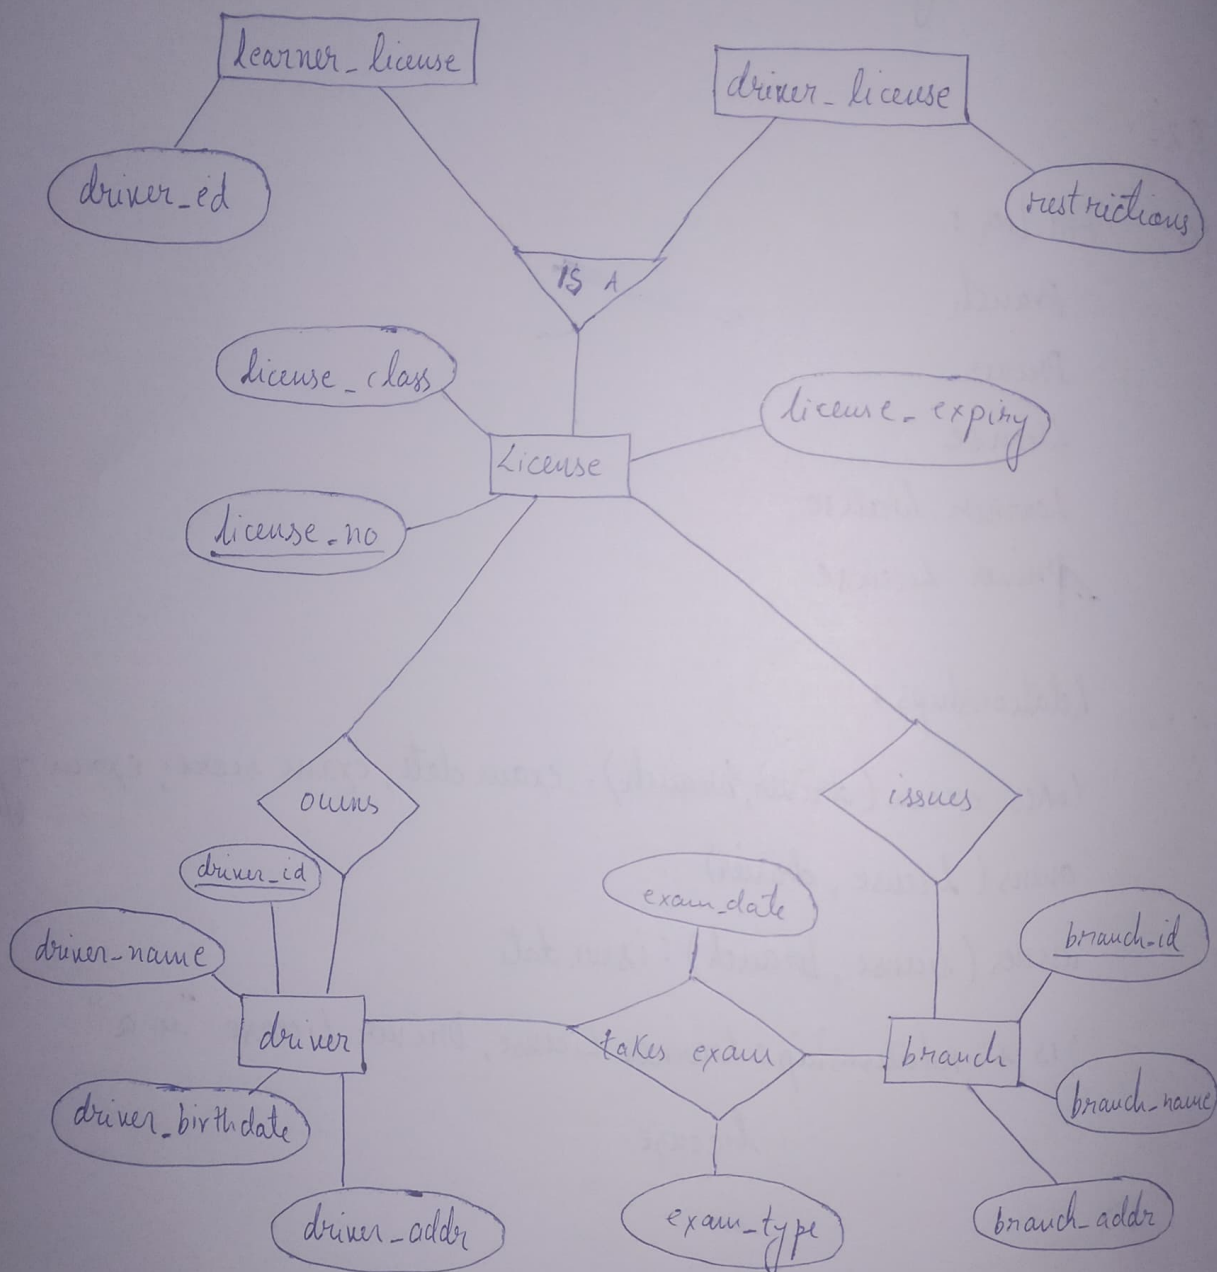 learner_license
driver_license
driver_ed
restrictions
IS A
license_class
license_expiry
License
license_no
owns
issues
driver_id
exam_date
driver_name
branch_id
driver
takes exam
branch
driver_birthdate
branch_name
driver_addr
exam_type
branch_addr